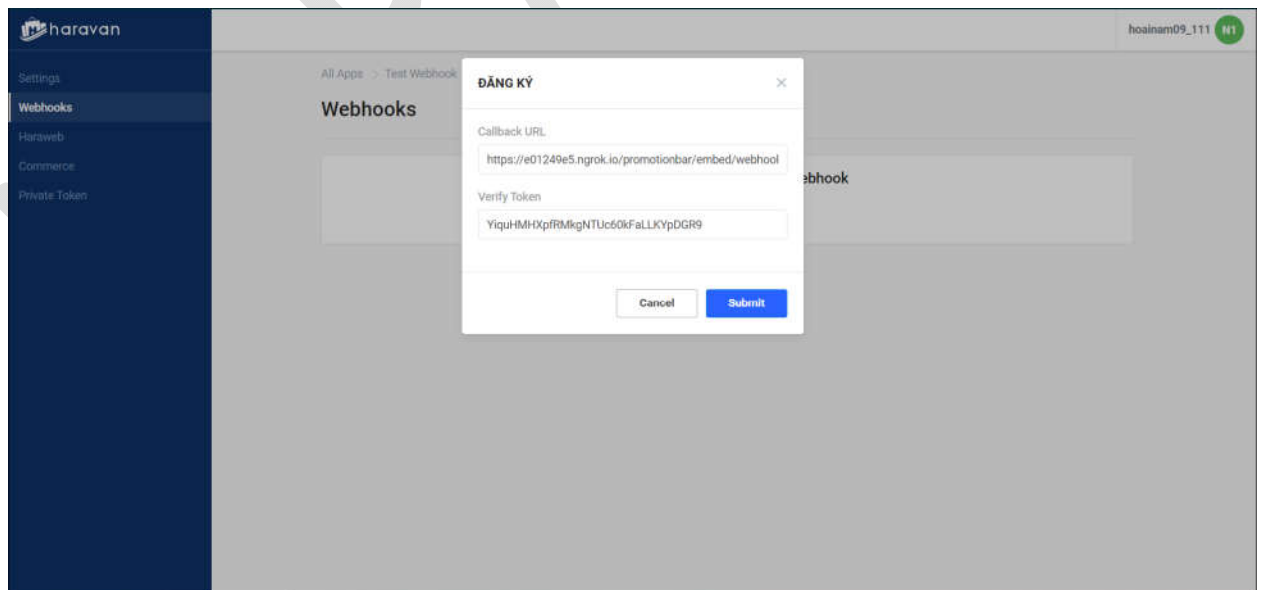 haravan
hoainam09_111 N1
Settings
Webhooks
Haraweb
Commerce
Private Token
All Apps > Test Webhook
Webhooks
ebhook
ĐĂNG KÝ
Callback URL
https://e01249e5.ngrok.io/promotionbar/embed/webhool
Verify Token
YiquHMHXpfRMkgNTUc60kFaLLKYpDGR9
Cancel
Submit